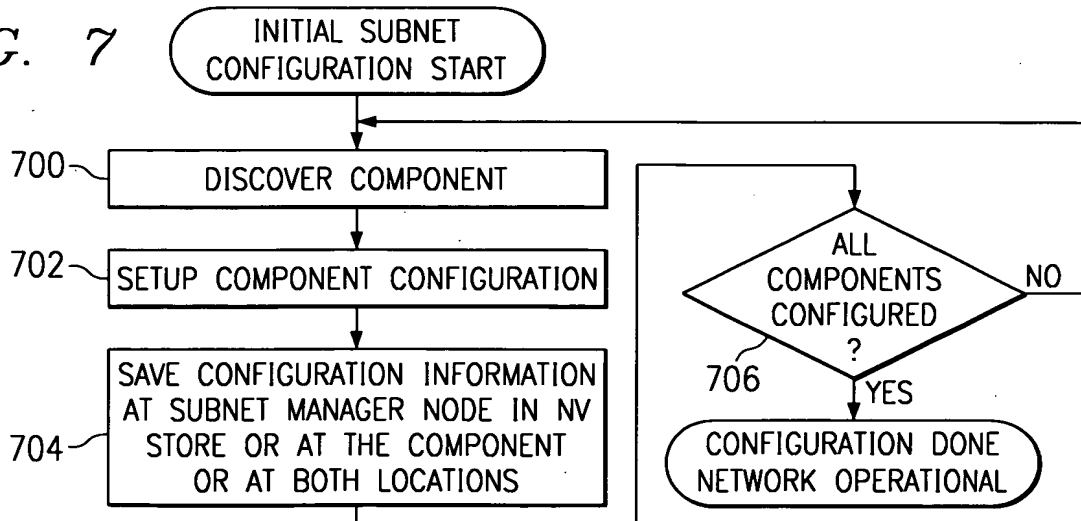 G. 7
INITIAL SUBNET
CONFIGURATION START
700
DISCOVER COMPONENT
702
SETUP COMPONENT CONFIGURATION
704
SAVE CONFIGURATION INFORMATION
AT SUBNET MANAGER NODE IN NV
STORE OR AT THE COMPONENT
OR AT BOTH LOCATIONS
ALL
COMPONENTS
CONFIGURED
?
706
NO
YES
CONFIGURATION DONE
NETWORK OPERATIONAL